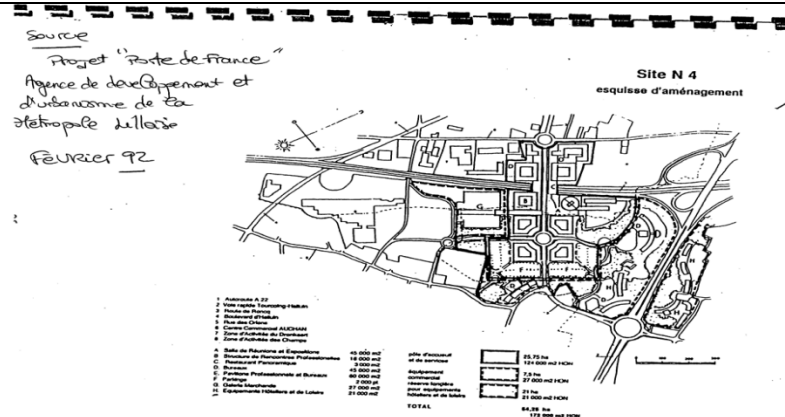 Source
Projet "Porte de France"
Agence de développement et
d'urbanisme de la
Métropole Lilloise
Février 92
Site N 4
esquisse d'aménagement
1 Autoroute A 22
2 Voie rapide Tourcoing-Halluin
3 Route de Roncq
4 Boulevard d'Halluin
5 Rue des Orions
6 Centre Commercial AUCHAN
7 Zone d'Activités du Dronkaert
8 Zone d'Activités des Champs
A Salle de Réunions et Expositions 45 000 m2
B Structure de Rencontres Professionnelles 16 000 m2
C Restaurant Panoramique 3 000 m2
D Bureaux 45 000 m2
E Pavillons Professionnels et Bureaux
F Parkings 2 000 pl
G Galerie Marchande 27 000 m2
H Equipements Hôteliers et de Loisirs 21 000 m2
pôle d'accueil
et de services
équipement
commercial
réserve foncière
pour équipements
hôteliers et de loisirs
TOTAL
25,75 ha
124 000 m2 HON
7,5 ha
27 000 m2 HON
21 ha
21 000 m2 HON
54,25 ha
172 000 m2 HON